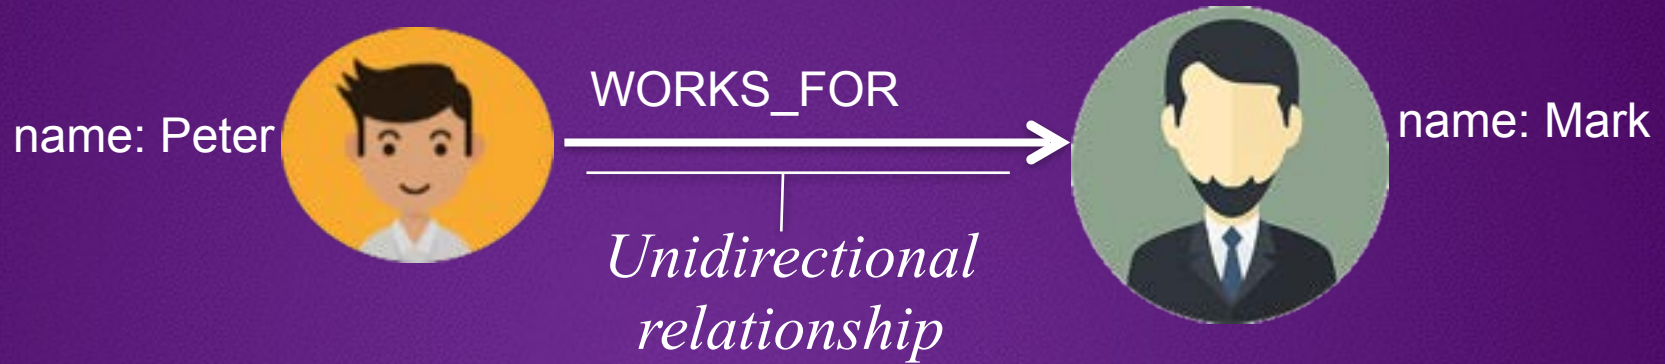 WORKS_FOR
name: Peter
name: Mark
Unidirectional
relationship